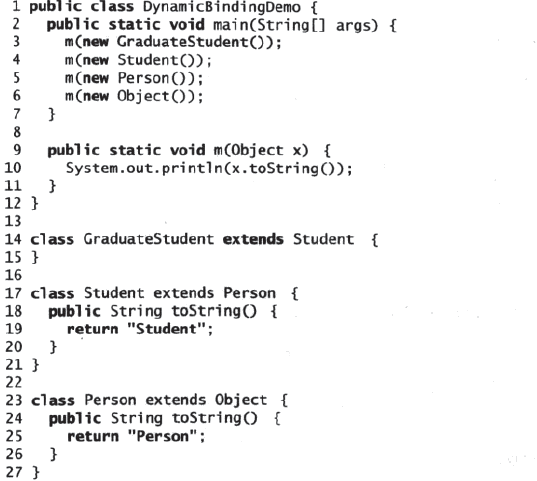 1 public class DynamicBindingDemo {
2 public static void main(String[] args) {
3 m(new GraduateStudent());
4 m(new Student());
5 m(new Person());
6 m(new Object());
7 }
8
9 public static void m(Object x) {
10 System.out.println(x.toString());
11 }
12 }
13
14 class GraduateStudent extends Student {
15 }
16
17 class Student extends Person {
18 public String toString() {
19 return "Student";
20 }
21 }
22
23 class Person extends Object {
24 public String toString() {
25 return "Person";
26 }
27 }